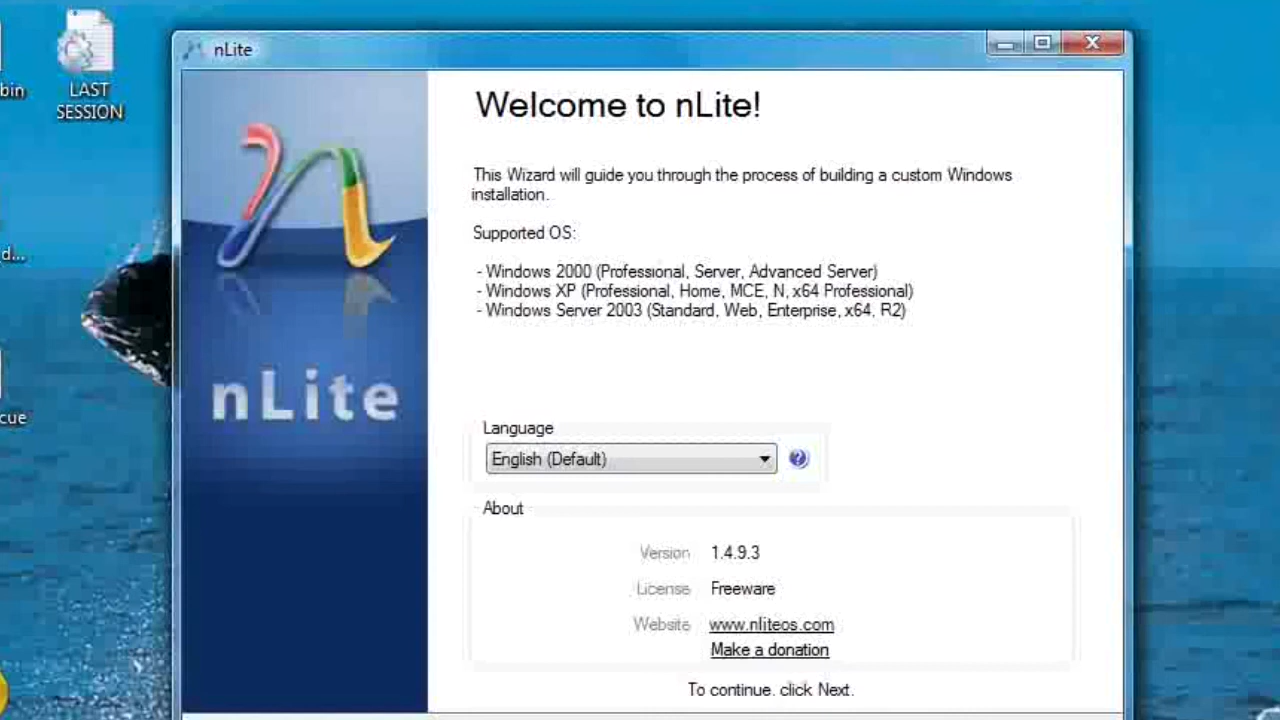 bin
LAST
SESSION
d...
cue
nLite
nLite
Welcome to nLite!
This Wizard will guide you through the process of building a custom Windows
installation.
Supported OS:
- Windows 2000 (Professional, Server, Advanced Server)
- Windows XP (Professional, Home, MCE, N, x64 Professional)
- Windows Server 2003 (Standard, Web, Enterprise, x64, R2)
Language
English (Default)
About
Version 1.4.9.3
License Freeware
Website www.nliteos.com
Make a donation
To continue, click Next.